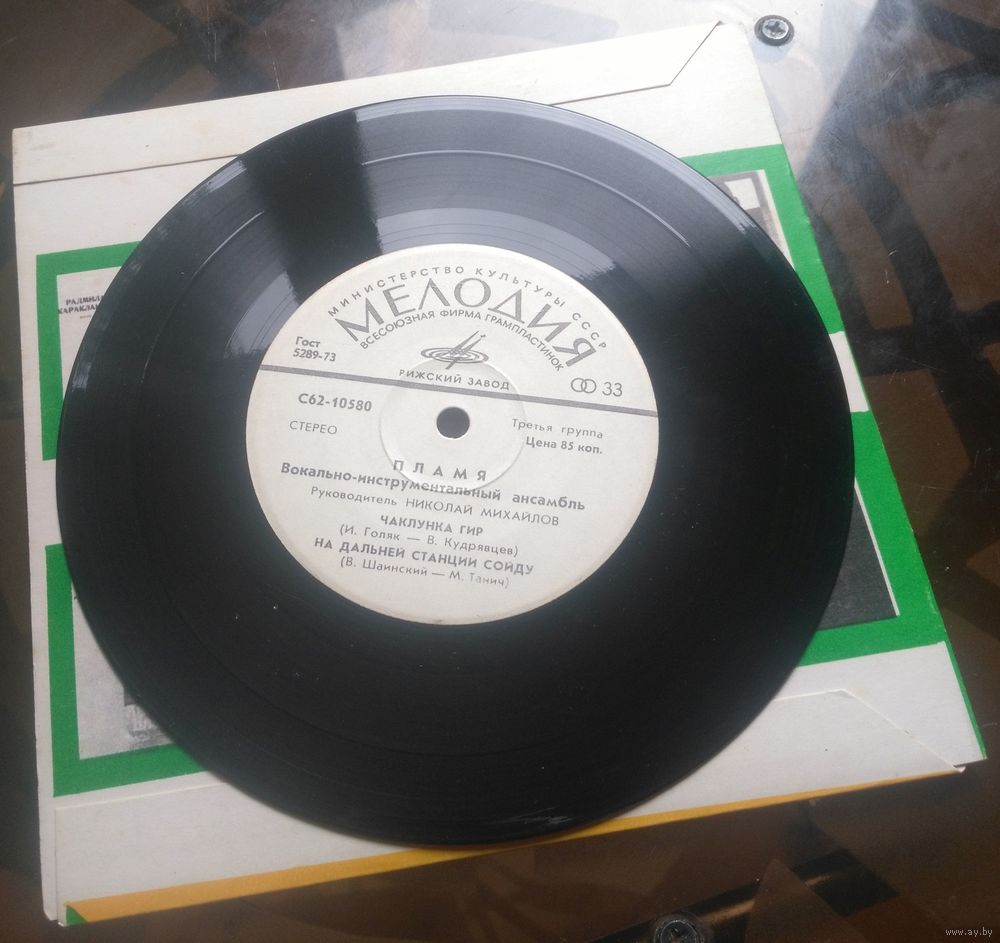 МИНИСТЕРСТВО КУЛЬТУРЫ СССР
МЕЛОДИЯ
ВСЕСОЮЗНАЯ ФИРМА ГРАМПЛАСТИНОК
Гост
5289-73
РИЖСКИЙ ЗАВОД
33
С62-10580
СТЕРЕО
Третья группа
Цена 85 коп.
ПЛАМЯ
Вокально-инструментальный ансамбль
Руководитель НИКОЛАЙ МИХАЙЛОВ
ЧАКЛУНКА ГИР
(И. Голяк — В. Кудрявцев)
НА ДАЛЬНЕЙ СТАНЦИИ СОЙДУ
(В. Шаинский — М. Танич)
www.ay.by